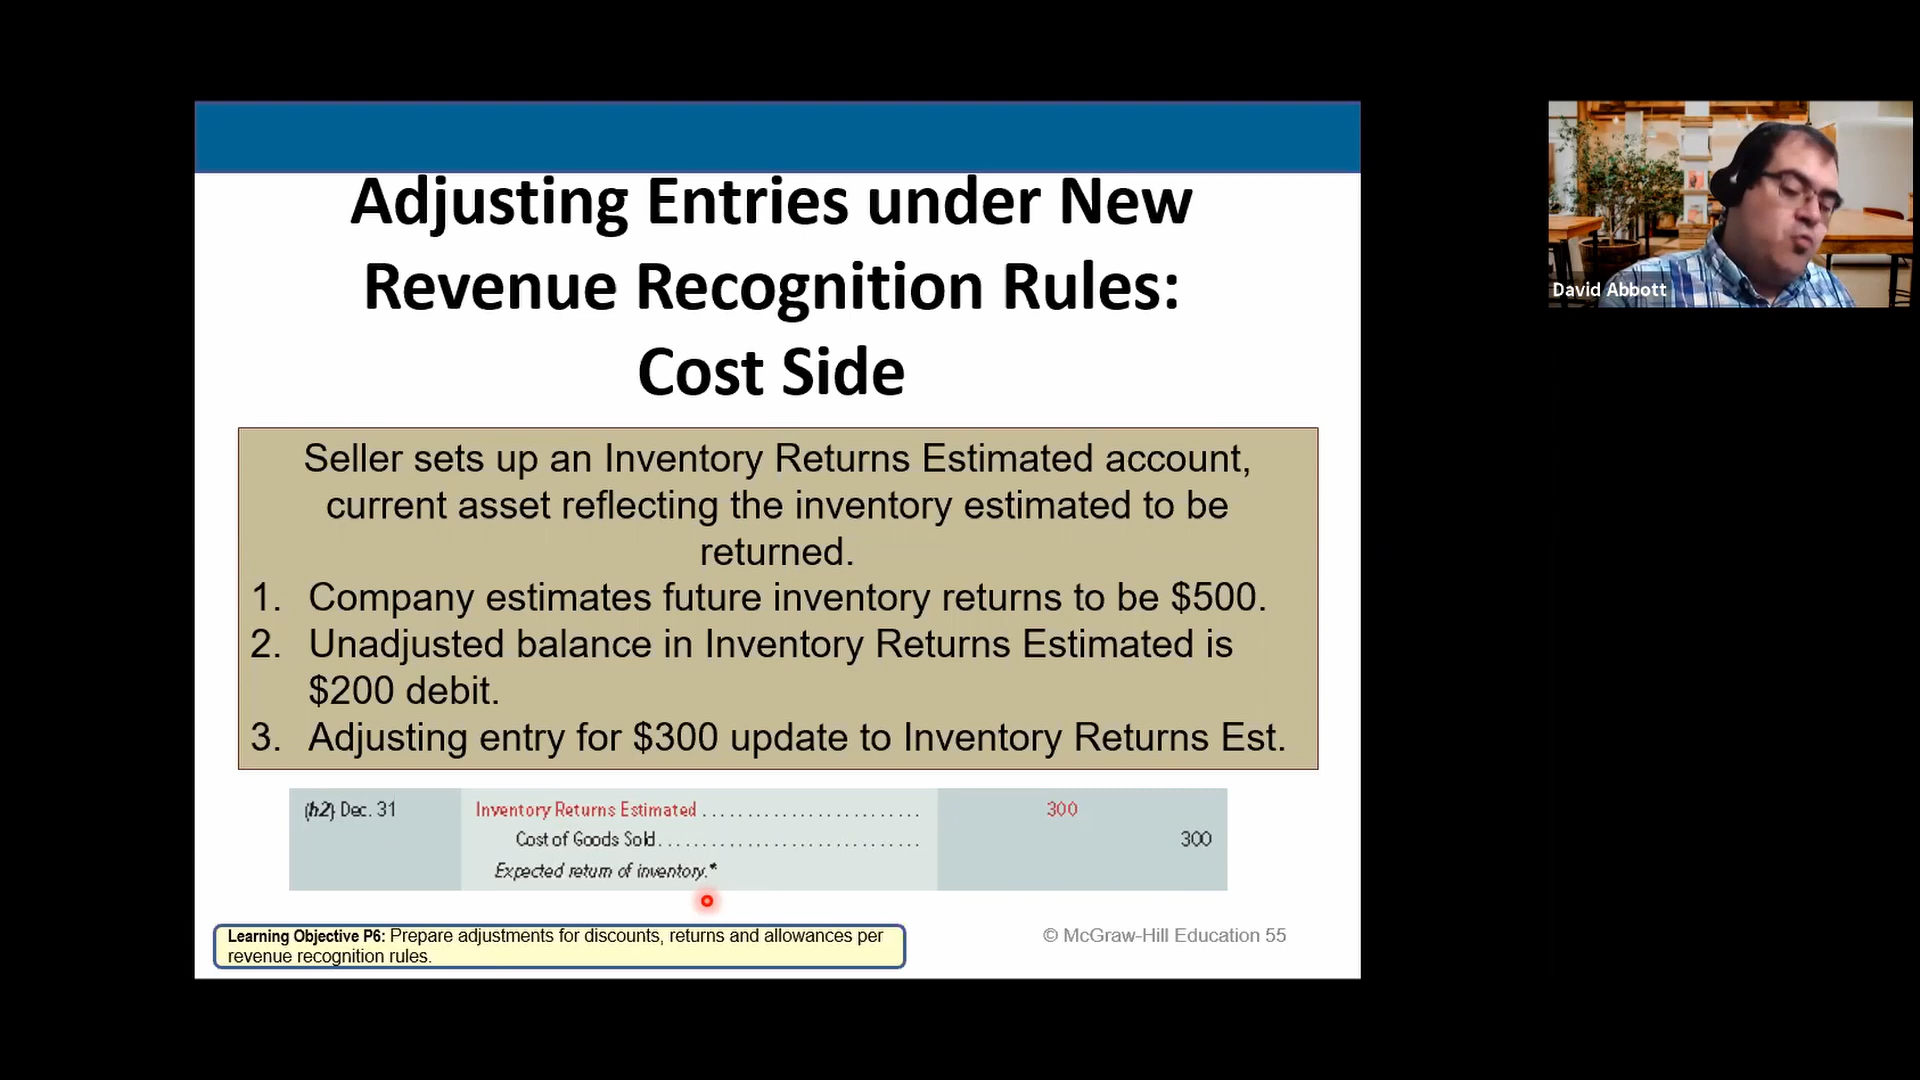 Adjusting Entries under New
Revenue Recognition Rules:
Cost Side
Seller sets up an Inventory Returns Estimated account,
current asset reflecting the inventory estimated to be
returned.
1. Company estimates future inventory returns to be $500.
2. Unadjusted balance in Inventory Returns Estimated is
$200 debit.
3. Adjusting entry for $300 update to Inventory Returns Est.
(h2) Dec. 31 Inventory Returns Estimated ........................ 300
Cost of Goods Sold ............................. 300
Expected return of inventory.*
Learning Objective P6: Prepare adjustments for discounts, returns and allowances per
revenue recognition rules.
© McGraw-Hill Education 55
David Abbott